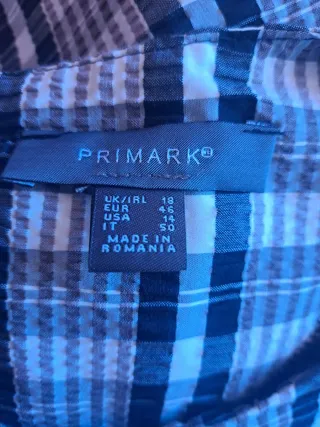 PRIMARK
UK/IRL 18
EUR 46
USA 14
IT 50
MADE IN
ROMANIA